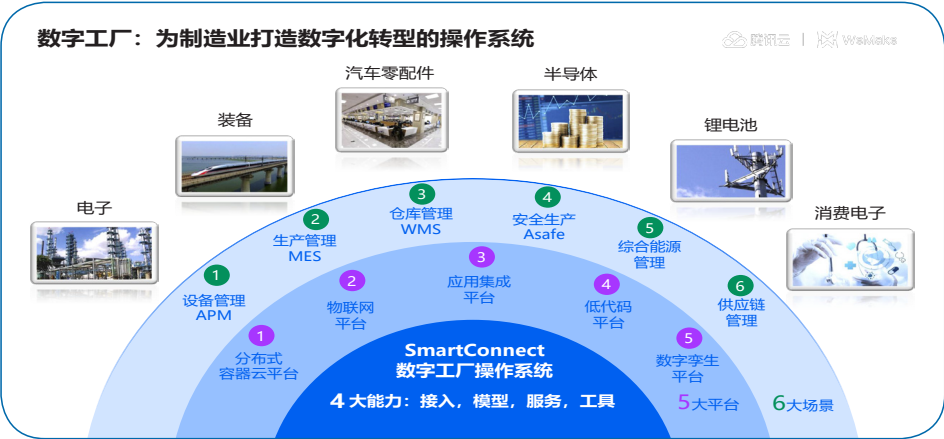 数字工厂：为制造业打造数字化转型的操作系统
腾讯云 | WeMake
汽车零配件
半导体
装备
锂电池
电子
消费电子
1
设备管理
APM
2
生产管理
MES
3
仓库管理
WMS
4
安全生产
Asafe
5
综合能源
管理
6
供应链
管理
1
分布式
容器云平台
2
物联网
平台
3
应用集成
平台
4
低代码
平台
5
数字孪生
平台
SmartConnect
数字工厂操作系统
4大能力：接入，模型，服务，工具
5大平台
6大场景